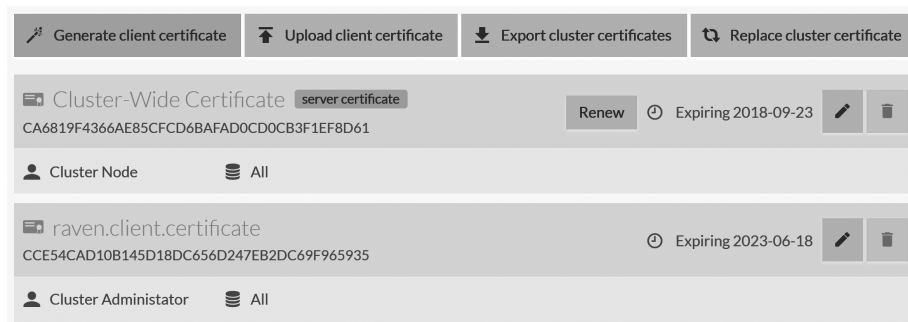 Generate client certificate Upload client certificate Export cluster certificates Replace cluster certificate
Cluster-Wide Certificate server certificate
Renew Expiring 2018-09-23
CA6819F4366AE85CFCD6BAFAD0CD0CB3F1EF8D61
Cluster Node All
raven.client.certificate
Expiring 2023-06-18
CCE54CAD10B145D18DC656D247EB2DC69F965935
Cluster Administator All